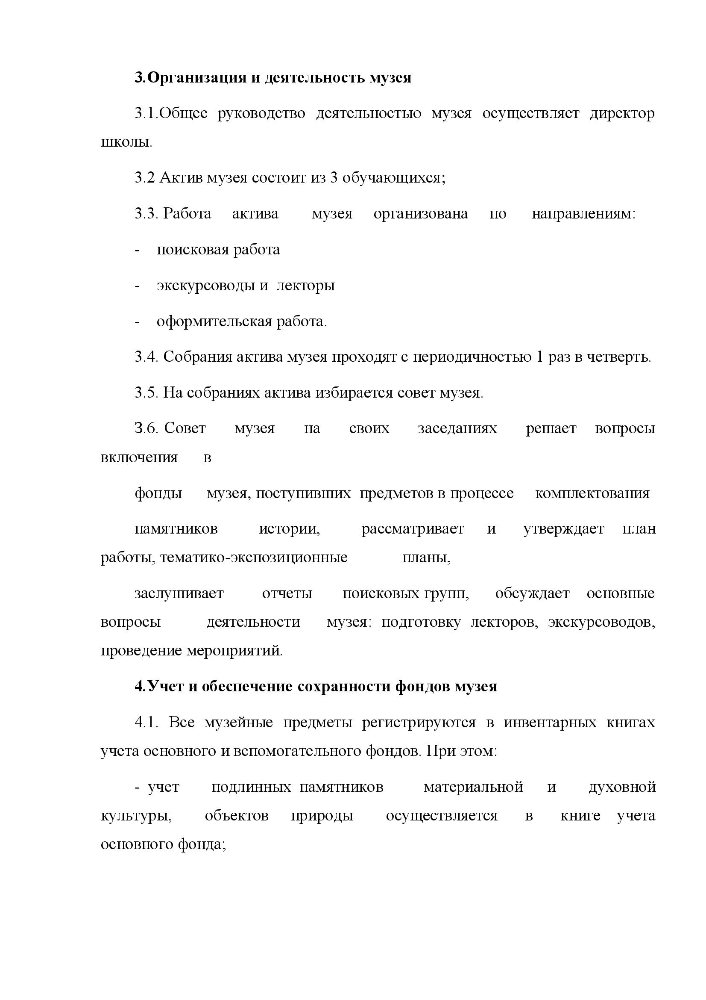 3.Организация и деятельность музея
3.1.Общее руководство деятельностью музея осуществляет директор
школы.
3.2 Актив музея состоит из 3 обучающихся;
3.3. Работа актива музея организована по направлениям:
- поисковая работа
- экскурсоводы и лекторы
- оформительская работа.
3.4. Собрания актива музея проходят с периодичностью 1 раз в четверть.
3.5. На собраниях актива избирается совет музея.
3.6. Совет музея на своих заседаниях решает вопросы
включения в
фонды музея, поступивших предметов в процессе комплектования
памятников истории, рассматривает и утверждает план
работы, тематико-экспозиционные планы,
заслушивает отчеты поисковых групп, обсуждает основные
вопросы деятельности музея: подготовку лекторов, экскурсоводов,
проведение мероприятий.
4.Учет и обеспечение сохранности фондов музея
4.1. Все музейные предметы регистрируются в инвентарных книгах
учета основного и вспомогательного фондов. При этом:
- учет подлинных памятников материальной и духовной
культуры, объектов природы осуществляется в книге учета
основного фонда;